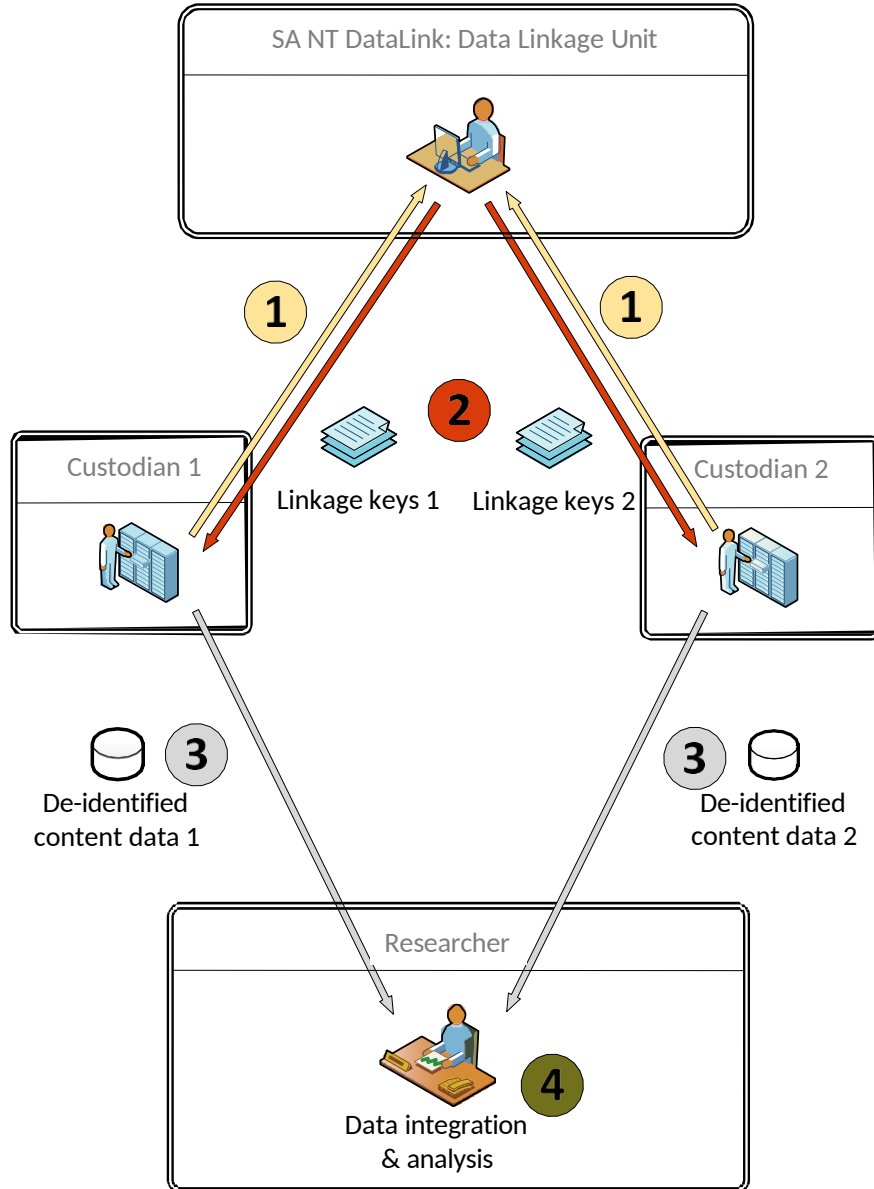 SA NT DataLink: Data Linkage Unit
1
1
2
Custodian 1
Custodian 2
Linkage keys 1
Linkage keys 2
3
3
De-identified
content data 1
De-identified
content data 2
Researcher
4
Data integration
& analysis